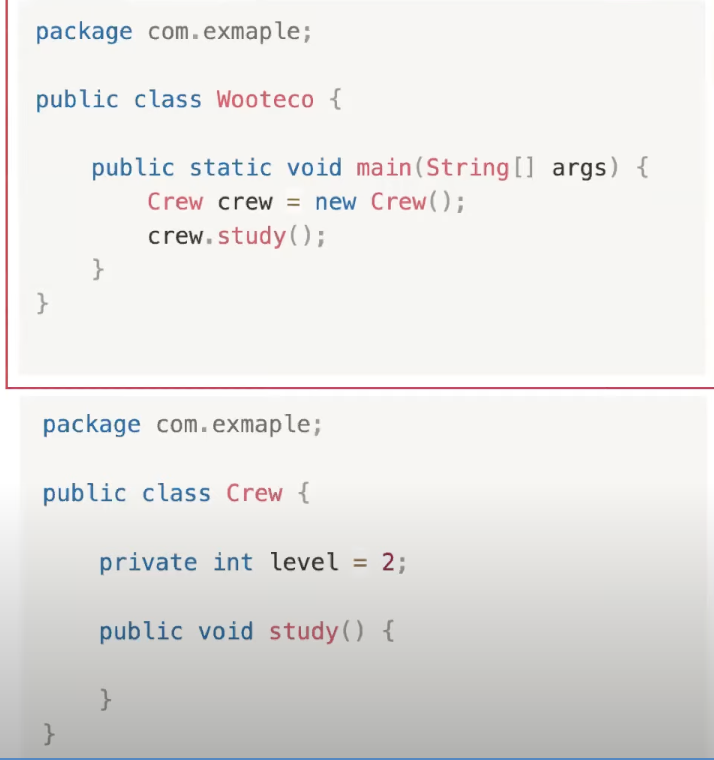 package com.exmaple;
public class Wooteco {
public static void main(String[] args) {
Crew crew = new Crew();
crew.study();
}
}
package com.exmaple;
public class Crew {
private int level = 2;
public void study() {
}
}